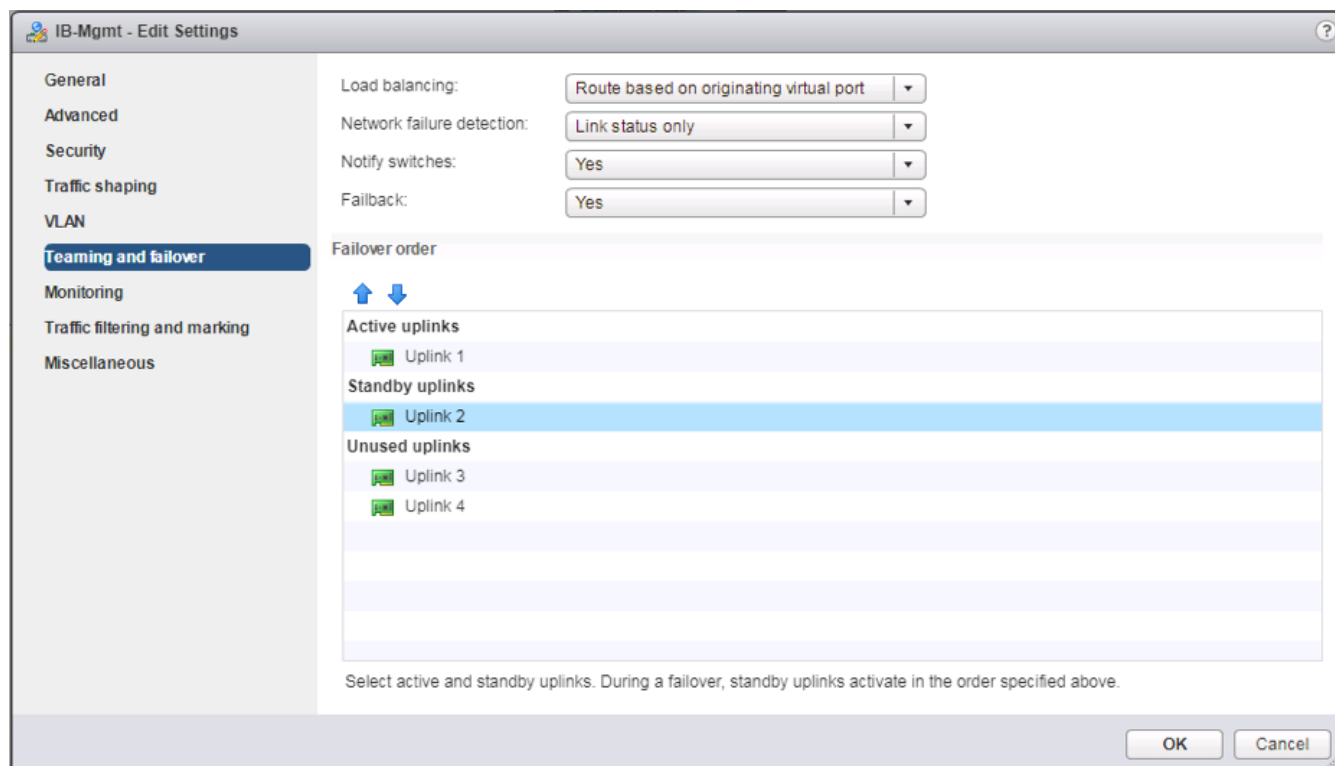 IB-Mgmt - Edit Settings
?
General
Advanced
Security
Traffic shaping
VLAN
Teaming and failover
Monitoring
Traffic filtering and marking
Miscellaneous
Load balancing: Route based on originating virtual port
Network failure detection: Link status only
Notify switches: Yes
Failback: Yes
Failover order
Active uplinks
Uplink 1
Standby uplinks
Uplink 2
Unused uplinks
Uplink 3
Uplink 4
Select active and standby uplinks. During a failover, standby uplinks activate in the order specified above.
OK Cancel